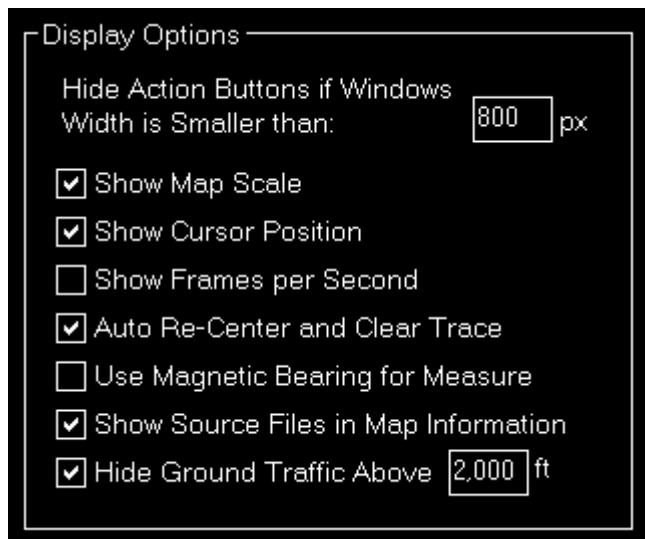 Display Options
Hide Action Buttons if Windows
Width is Smaller than: 800 px
Show Map Scale
Show Cursor Position
Show Frames per Second
Auto Re-Center and Clear Trace
Use Magnetic Bearing for Measure
Show Source Files in Map Information
Hide Ground Traffic Above 2,000 ft